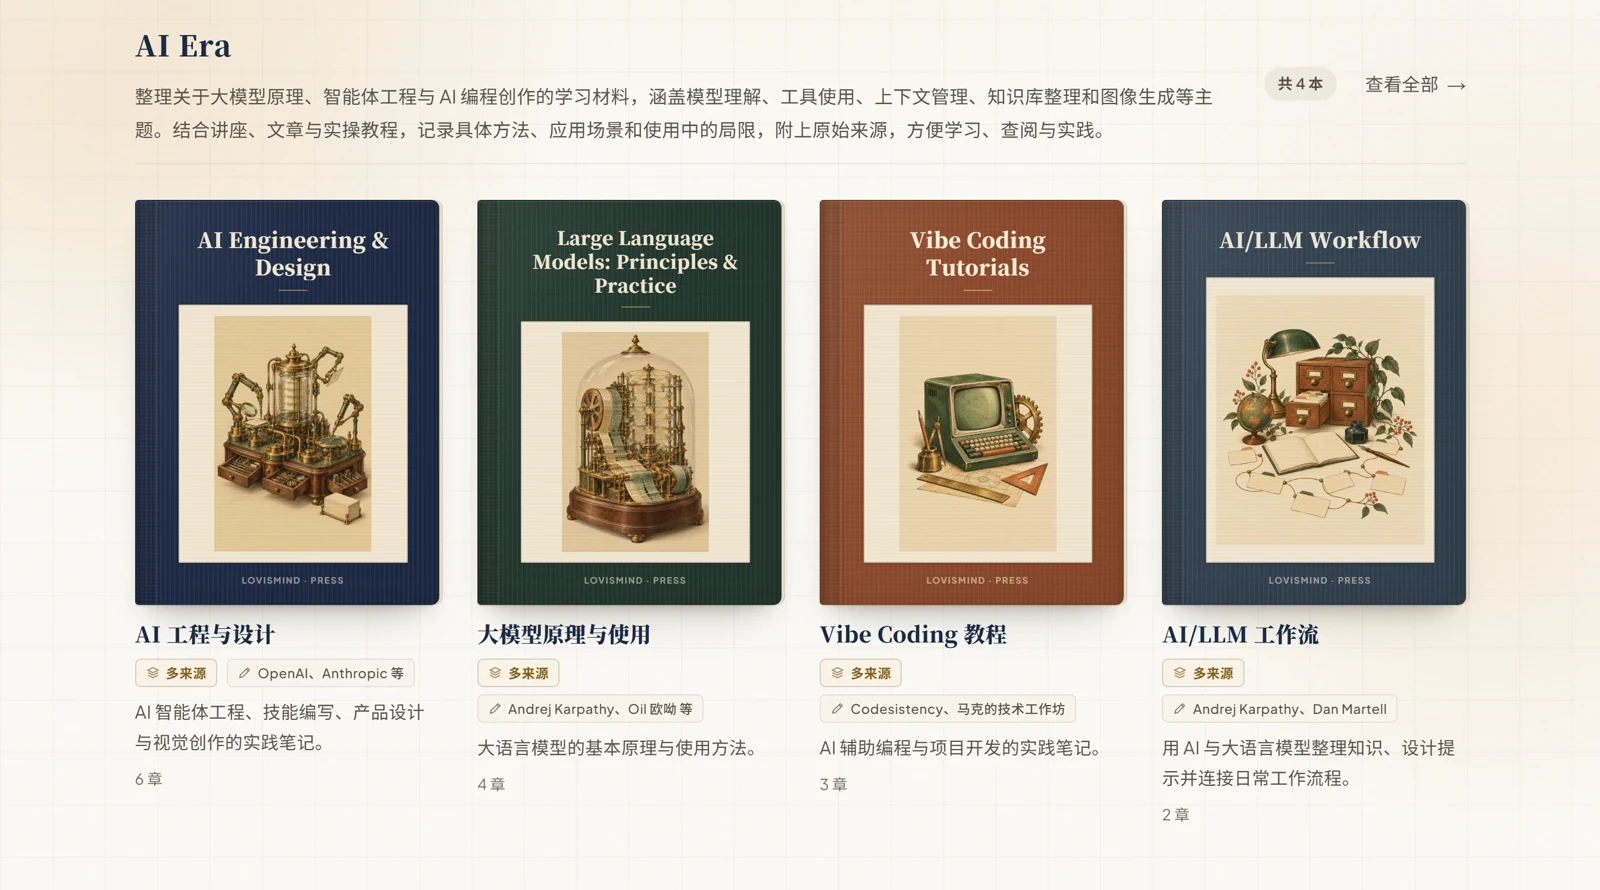 AI Era
整理关于大模型原理、智能体工程与 AI 编程创作的学习材料，涵盖模型理解、工具使用、上下文管理、知识库整理和图像生成等主
题。结合讲座、文章与实操教程，记录具体方法、应用场景和使用中的局限，附上原始来源，方便学习、查阅与实践。
共 4 本
查看全部 →
AI Engineering &
Design
LOVISMIND · PRESS
AI 工程与设计
多来源
OpenAI、Anthropic 等
AI 智能体工程、技能编写、产品设计
与视觉创作的实践笔记。
6 章
Large Language
Models: Principles &
Practice
LOVISMIND · PRESS
大模型原理与使用
多来源
Andrej Karpathy、Oil 欧呦 等
大语言模型的基本原理与使用方法。
4 章
Vibe Coding
Tutorials
LOVISMIND · PRESS
Vibe Coding 教程
多来源
Codesistency、马克的技术工作坊
AI 辅助编程与项目开发的实践笔记。
3 章
AI/LLM Workflow
LOVISMIND · PRESS
AI/LLM 工作流
多来源
Andrej Karpathy、Dan Martell
用 AI 与大语言模型整理知识、设计提
示并连接日常工作流程。
2 章